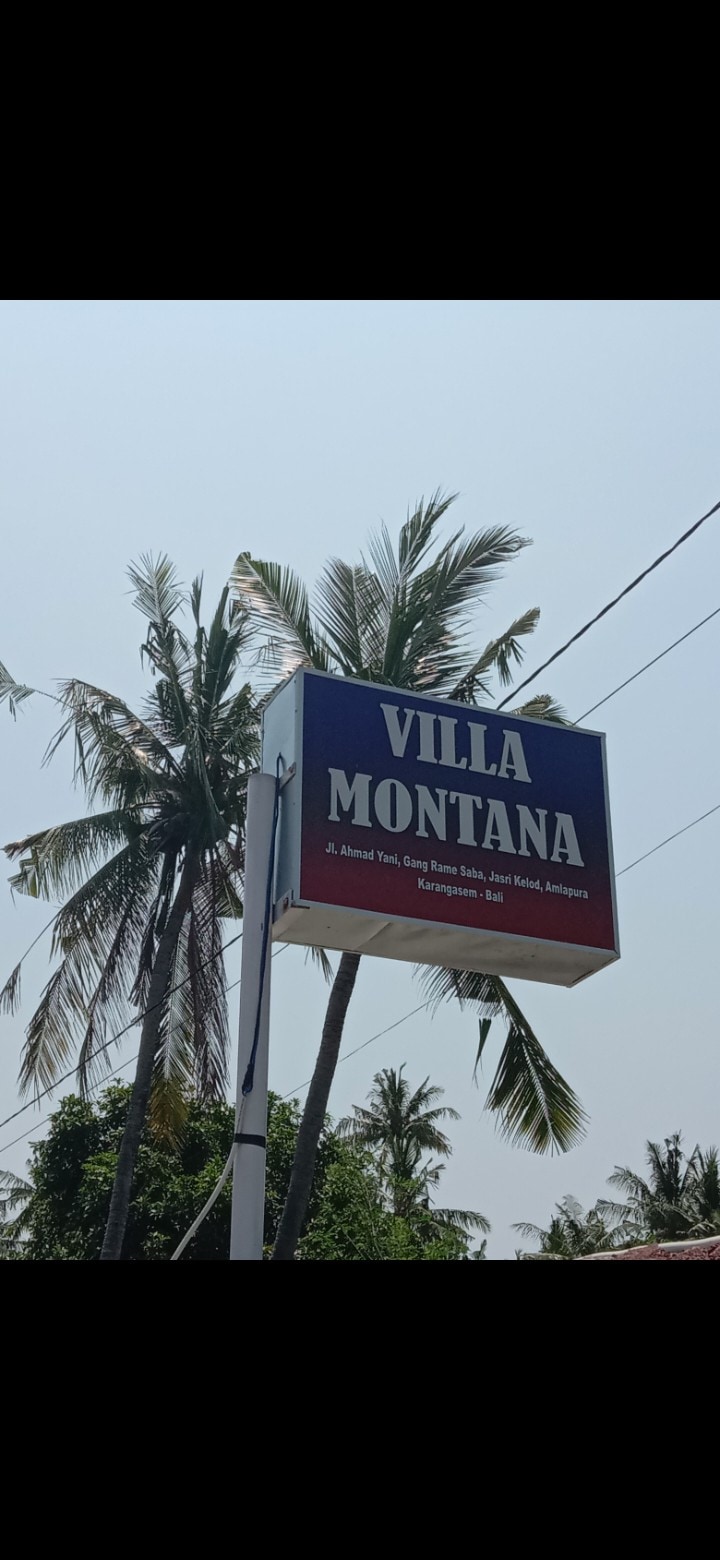 VILLA
MONTANA
Jl. Ahmad Yani, Gang Rame Saba, Jasri Kelod, Amlapura
Karangasem - Bali